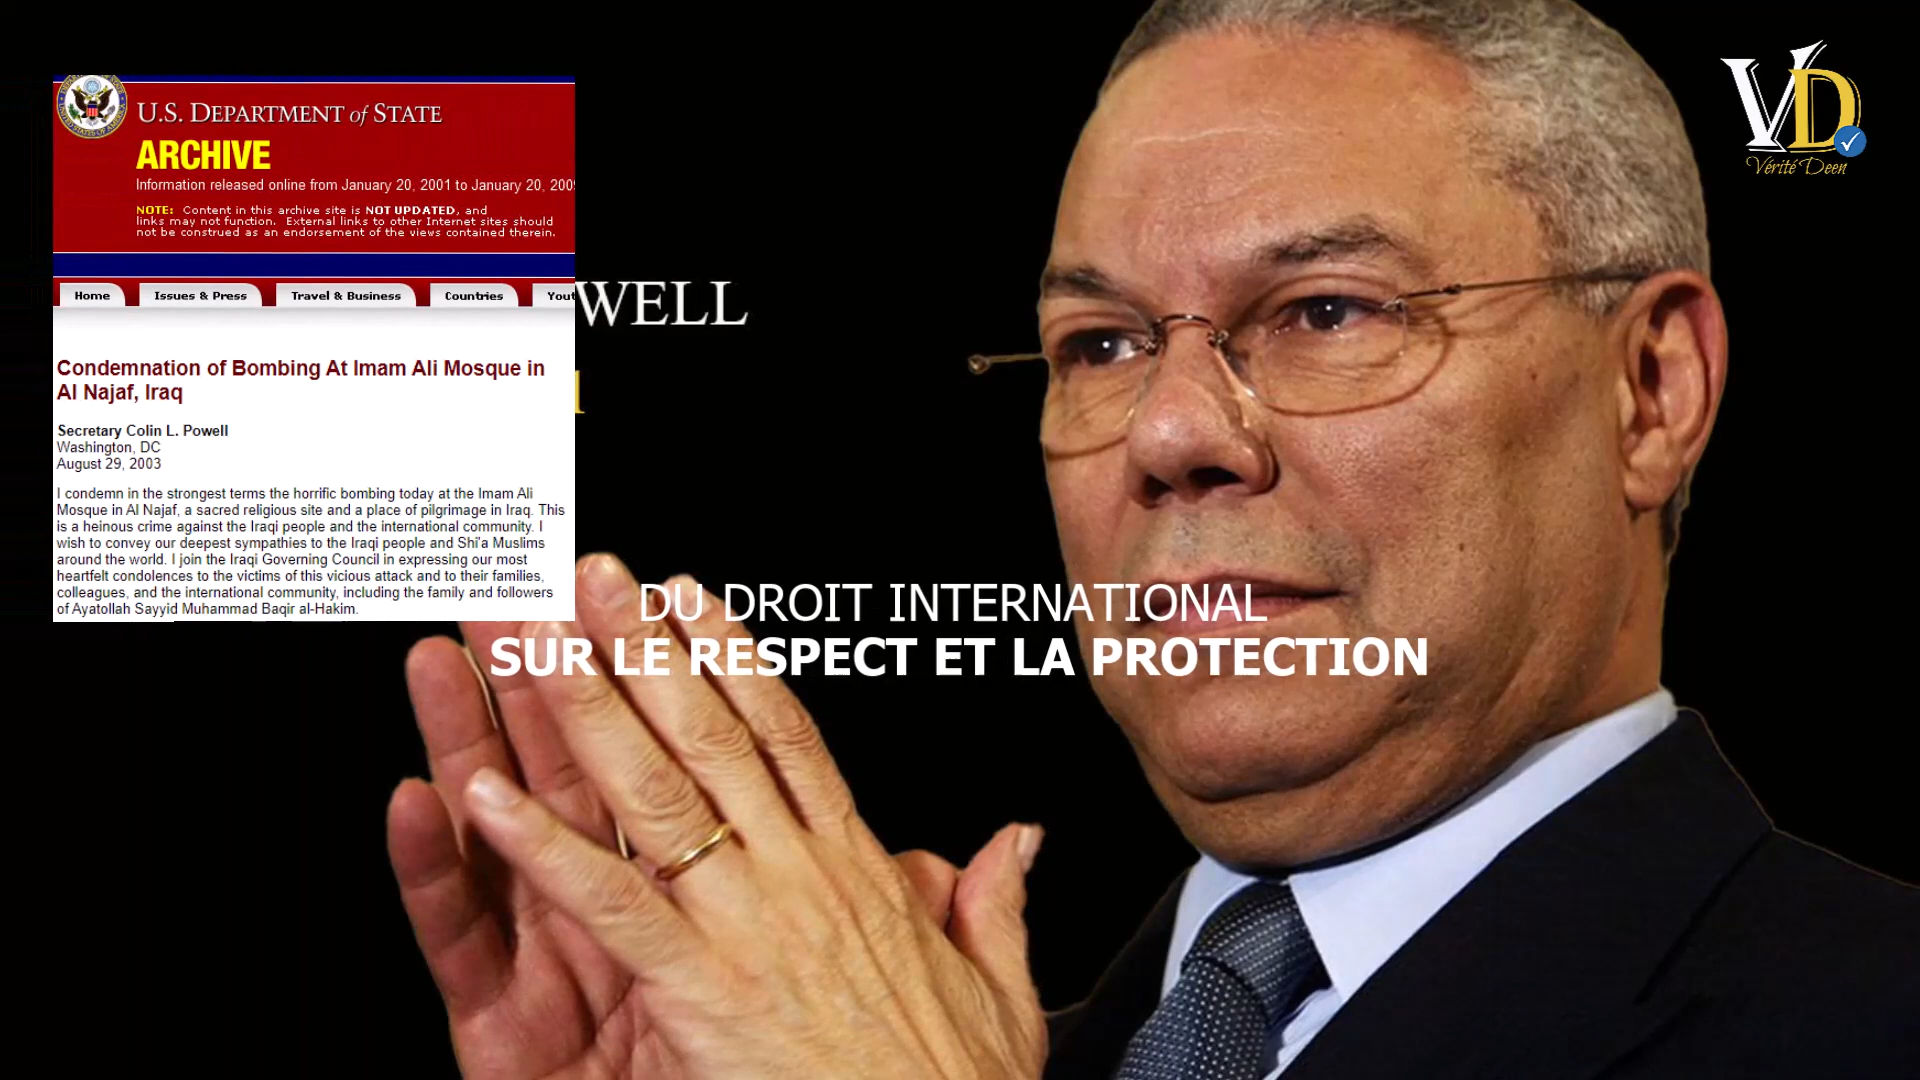 U.S. DEPARTMENT of STATE
ARCHIVE
Information released online from January 20, 2001 to January 20, 200
NOTE: Content in this archive site is NOT UPDATED, and
links may not function. External links to other Internet sites should
not be construed as an endorsement of the views contained therein.
Home Issues & Press Travel & Business Countries Yout
WELL
Condemnation of Bombing At Imam Ali Mosque in
Al Najaf, Iraq
Secretary Colin L. Powell
Washington, DC
August 29, 2003
I condemn in the strongest terms the horrific bombing today at the Imam Ali
Mosque in Al Najaf, a sacred religious site and a place of pilgrimage in Iraq. This
is a heinous crime against the Iraqi people and the international community. I
wish to convey our deepest sympathies to the Iraqi people and Shi'a Muslims
around the world. I join the Iraqi Governing Council in expressing our most
heartfelt condolences to the victims of this vicious attack and to their families,
colleagues, and the international community, including the family and followers
of Ayatollah Sayyid Muhammad Baqir al-Hakim.
DU DROIT INTERNATIONAL
SUR LE RESPECT ET LA PROTECTION
VD
Vérité Deen